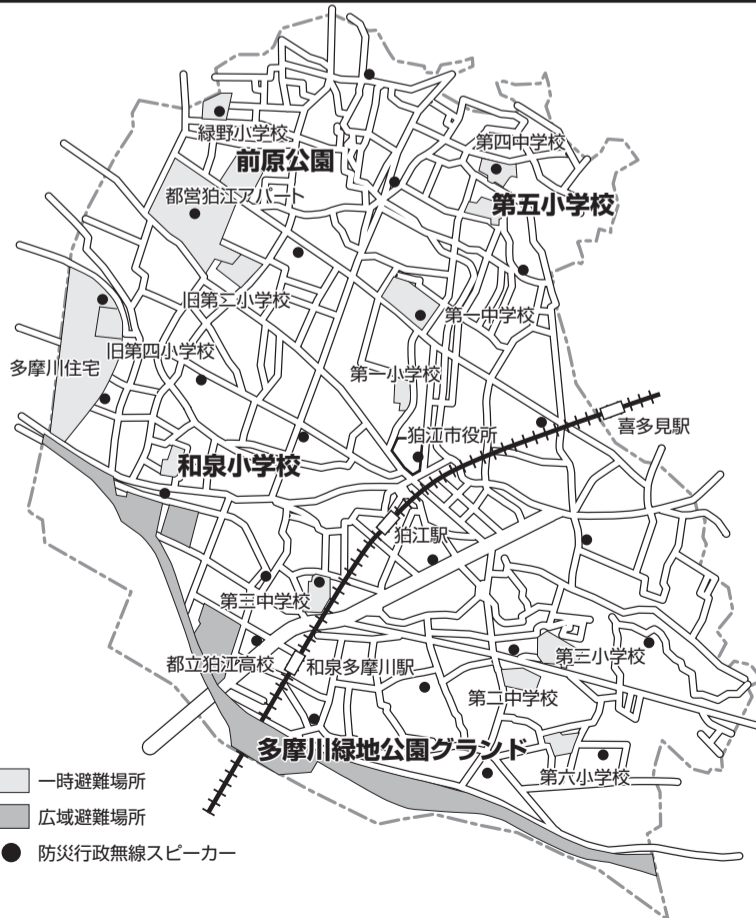 緑野小学校
前原公園
第四中学校
都営狛江アパート
第五小学校
旧第二小学校
第一中学校
旧第四小学校
多摩川住宅
第一小学校
喜多見駅
狛江市役所
和泉小学校
狛江駅
第三中学校
都立狛江高校
和泉多摩川駅
第三小学校
第二中学校
多摩川緑地公園グランド
第六小学校
一時避難場所
広域避難場所
防災行政無線スピーカー